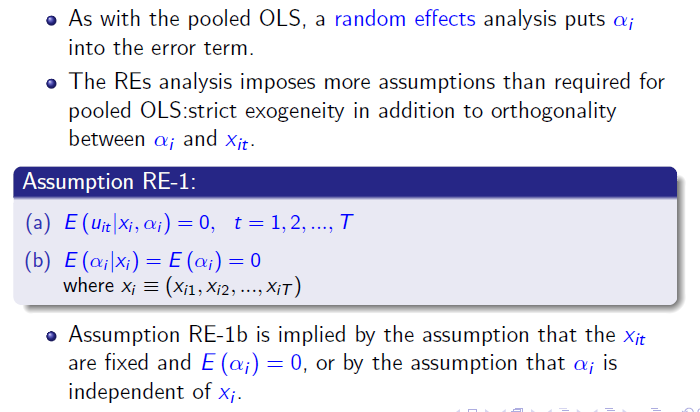 As with the pooled OLS, a random effects analysis puts αᵢ
into the error term.
The REs analysis imposes more assumptions than required for
pooled OLS:strict exogeneity in addition to orthogonality
between αᵢ and xᵢₜ.
Assumption RE-1:
(a) E (uᵢₜ|xᵢ, αᵢ) = 0, t = 1, 2, ..., T
(b) E (αᵢ|xᵢ) = E (αᵢ) = 0
where xᵢ ≡ (xᵢ₁, xᵢ₂, ..., xᵢT)
Assumption RE-1b is implied by the assumption that the xᵢₜ
are fixed and E (αᵢ) = 0, or by the assumption that αᵢ is
independent of xᵢ.